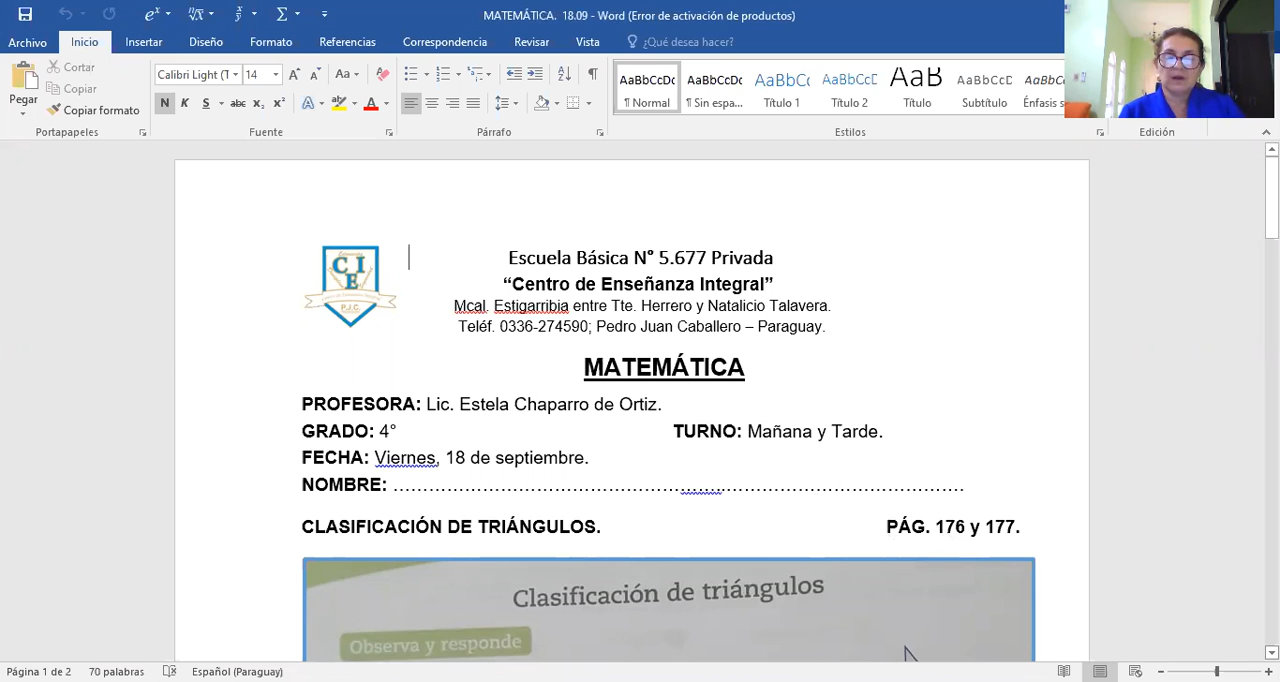 MATEMÁTICA. 18.09 - Word (Error de activación de productos)
Archivo Inicio Insertar Diseño Formato Referencias Correspondencia Revisar Vista ¿Qué desea hacer?
Pegar
Cortar
Copiar
Copiar formato
Portapapeles
Calibri Light (T 14
Fuente
Párrafo
AaBbCcDc AaBbCcDc AaBbCc AaBbCcD AaB AaBbCcD AaBbCc
¶ Normal ¶ Sin espa... Título 1 Título 2 Título Subtítulo Énfasis s
Estilos
Edición
C I
E
P.J.C.
Escuela Básica N° 5.677 Privada
“Centro de Enseñanza Integral”
Mcal. Estigarribia entre Tte. Herrero y Natalicio Talavera.
Teléf. 0336-274590; Pedro Juan Caballero – Paraguay.
MATEMÁTICA
PROFESORA: Lic. Estela Chaparro de Ortiz.
GRADO: 4° TURNO: Mañana y Tarde.
FECHA: Viernes, 18 de septiembre.
NOMBRE: ……………………………………………………………………………………
CLASIFICACIÓN DE TRIÁNGULOS. PÁG. 176 y 177.
Clasificación de triángulos
Observa y responde
Página 1 de 2 70 palabras Español (Paraguay)